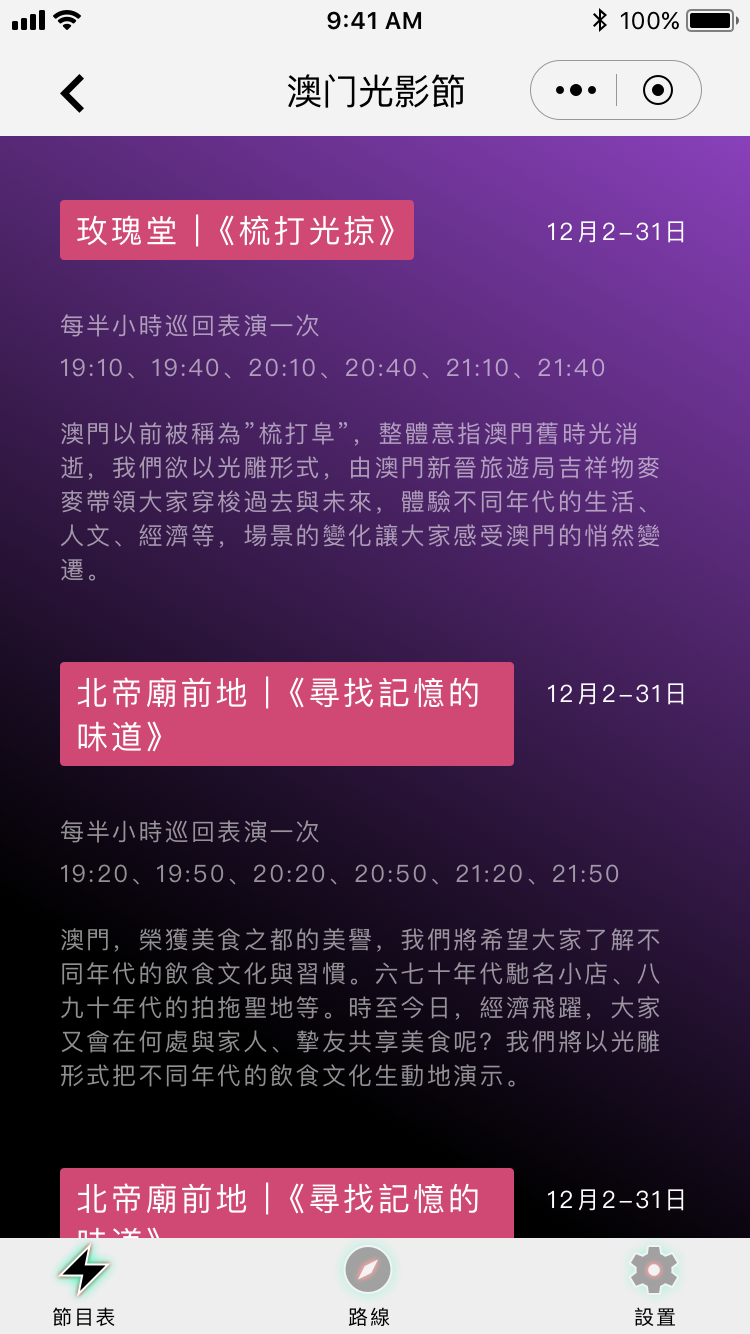 9:41 AM
100%
澳门光影節
玫瑰堂 |《梳打光掠》
12月2–31日
每半小時巡回表演一次
19:10、19:40、20:10、20:40、21:10、21:40
澳門以前被稱為”梳打阜”，整體意指澳門舊時光消
逝，我們欲以光雕形式，由澳門新晉旅遊局吉祥物麥
麥帶領大家穿梭過去與未來，體驗不同年代的生活、
人文、經濟等，場景的變化讓大家感受澳門的悄然變
遷。
北帝廟前地 |《尋找記憶的
味道》
12月2–31日
每半小時巡回表演一次
19:20、19:50、20:20、20:50、21:20、21:50
澳門，榮獲美食之都的美譽，我們將希望大家了解不
同年代的飲食文化與習慣。六七十年代馳名小店、八
九十年代的拍拖聖地等。時至今日，經濟飛躍，大家
又會在何處與家人、摯友共享美食呢？我們將以光雕
形式把不同年代的飲食文化生動地演示。
北帝廟前地 |《尋找記憶的
味道》
12月2–31日
節目表
路線
設置